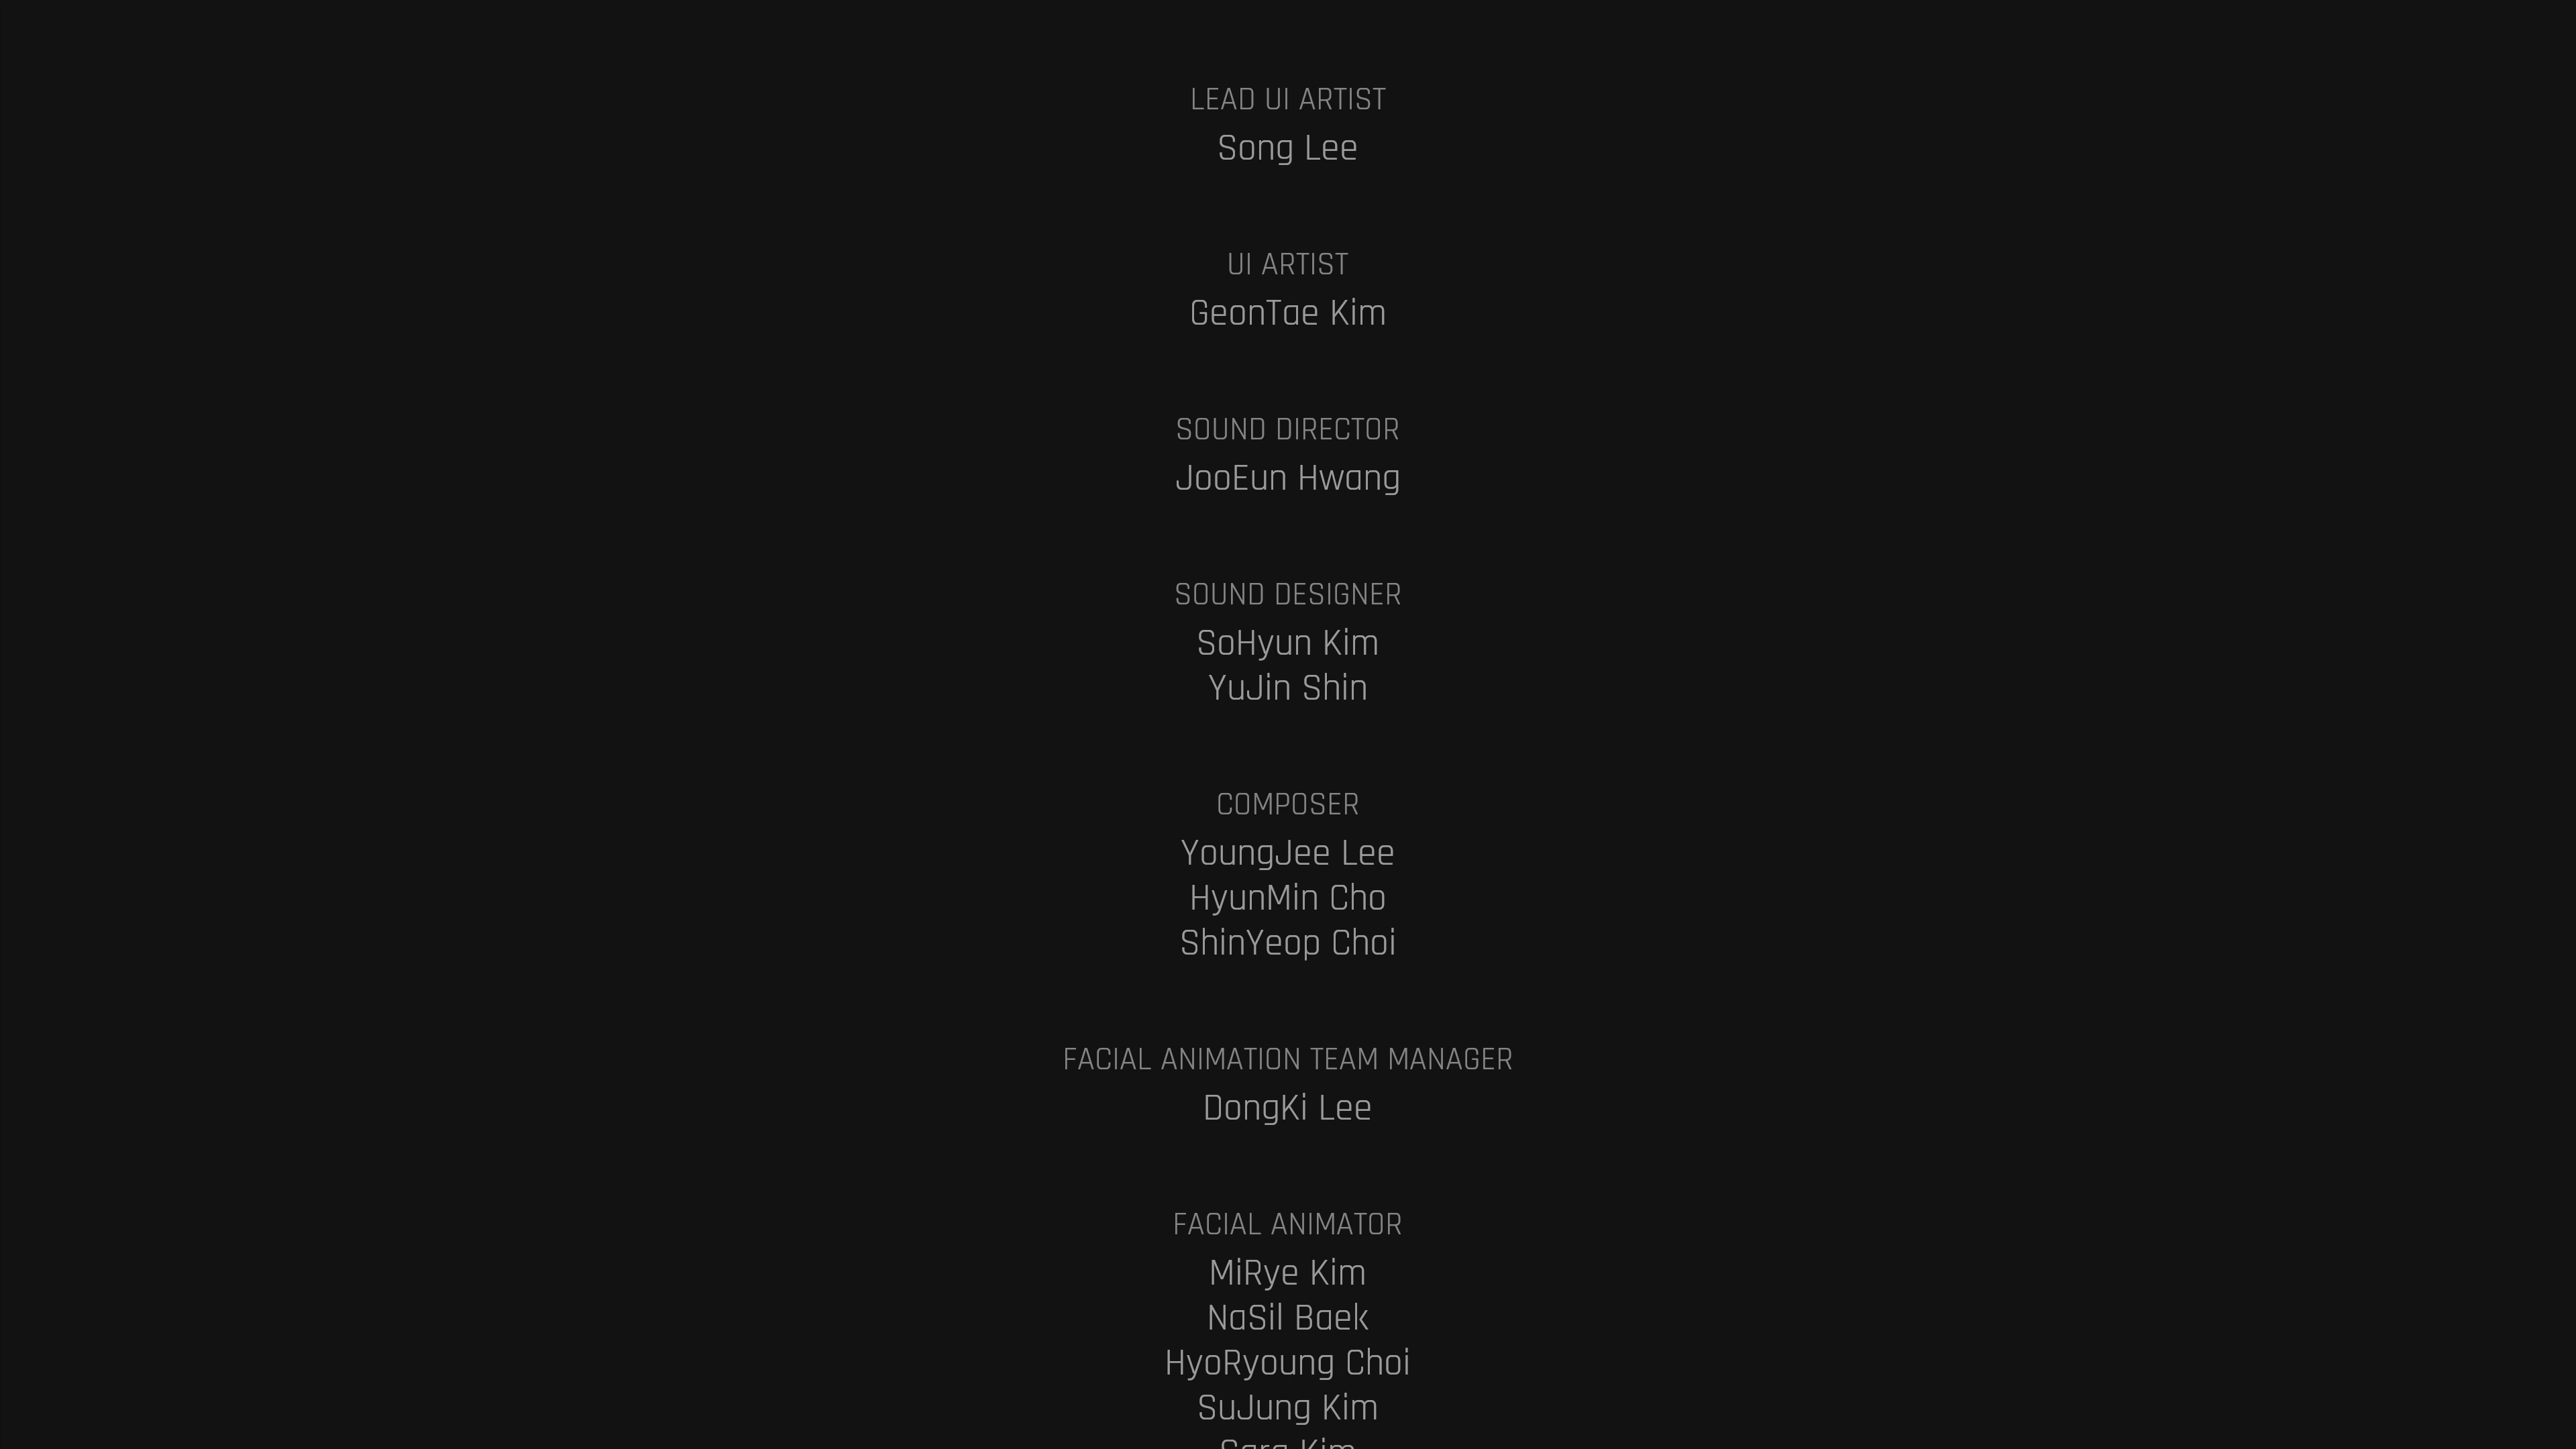 LEAD UI ARTIST
Song Lee
UI ARTIST
GeonTae Kim
SOUND DIRECTOR
JooEun Hwang
SOUND DESIGNER
SoHyun Kim
YuJin Shin
COMPOSER
YoungJee Lee
HyunMin Cho
ShinYeop Choi
FACIAL ANIMATION TEAM MANAGER
DongKi Lee
FACIAL ANIMATOR
MiRye Kim
NaSil Baek
HyoRyoung Choi
SuJung Kim